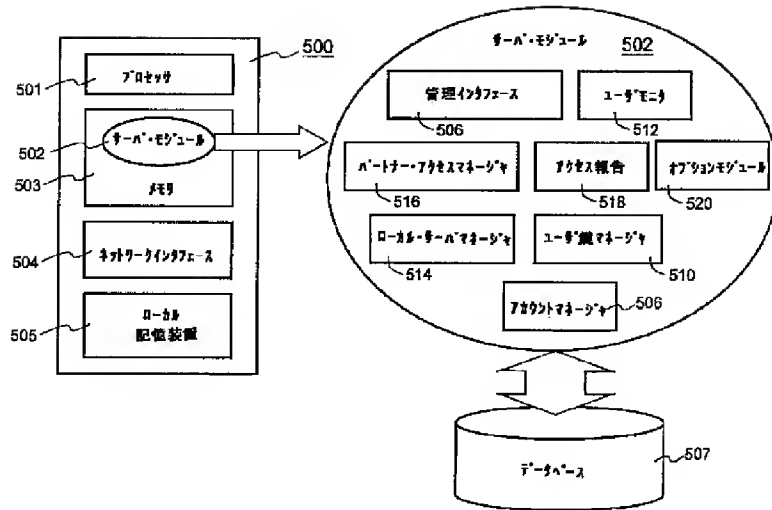 500
501
プロセッサ
502
サーバ・モジュール
503
メモリ
504
ネットワークインタフェース
505
ローカル
記憶装置
サーバ・モジュール
502
管理インタフェース
506
ユーザモニタ
512
パートナー・アクセスマネージャ
516
アクセス報告
518
オプションモジュール
520
ローカル・サーバマネージャ
514
ユーザ鍵マネージャ
510
アカウントマネージャ
506
データベース
507